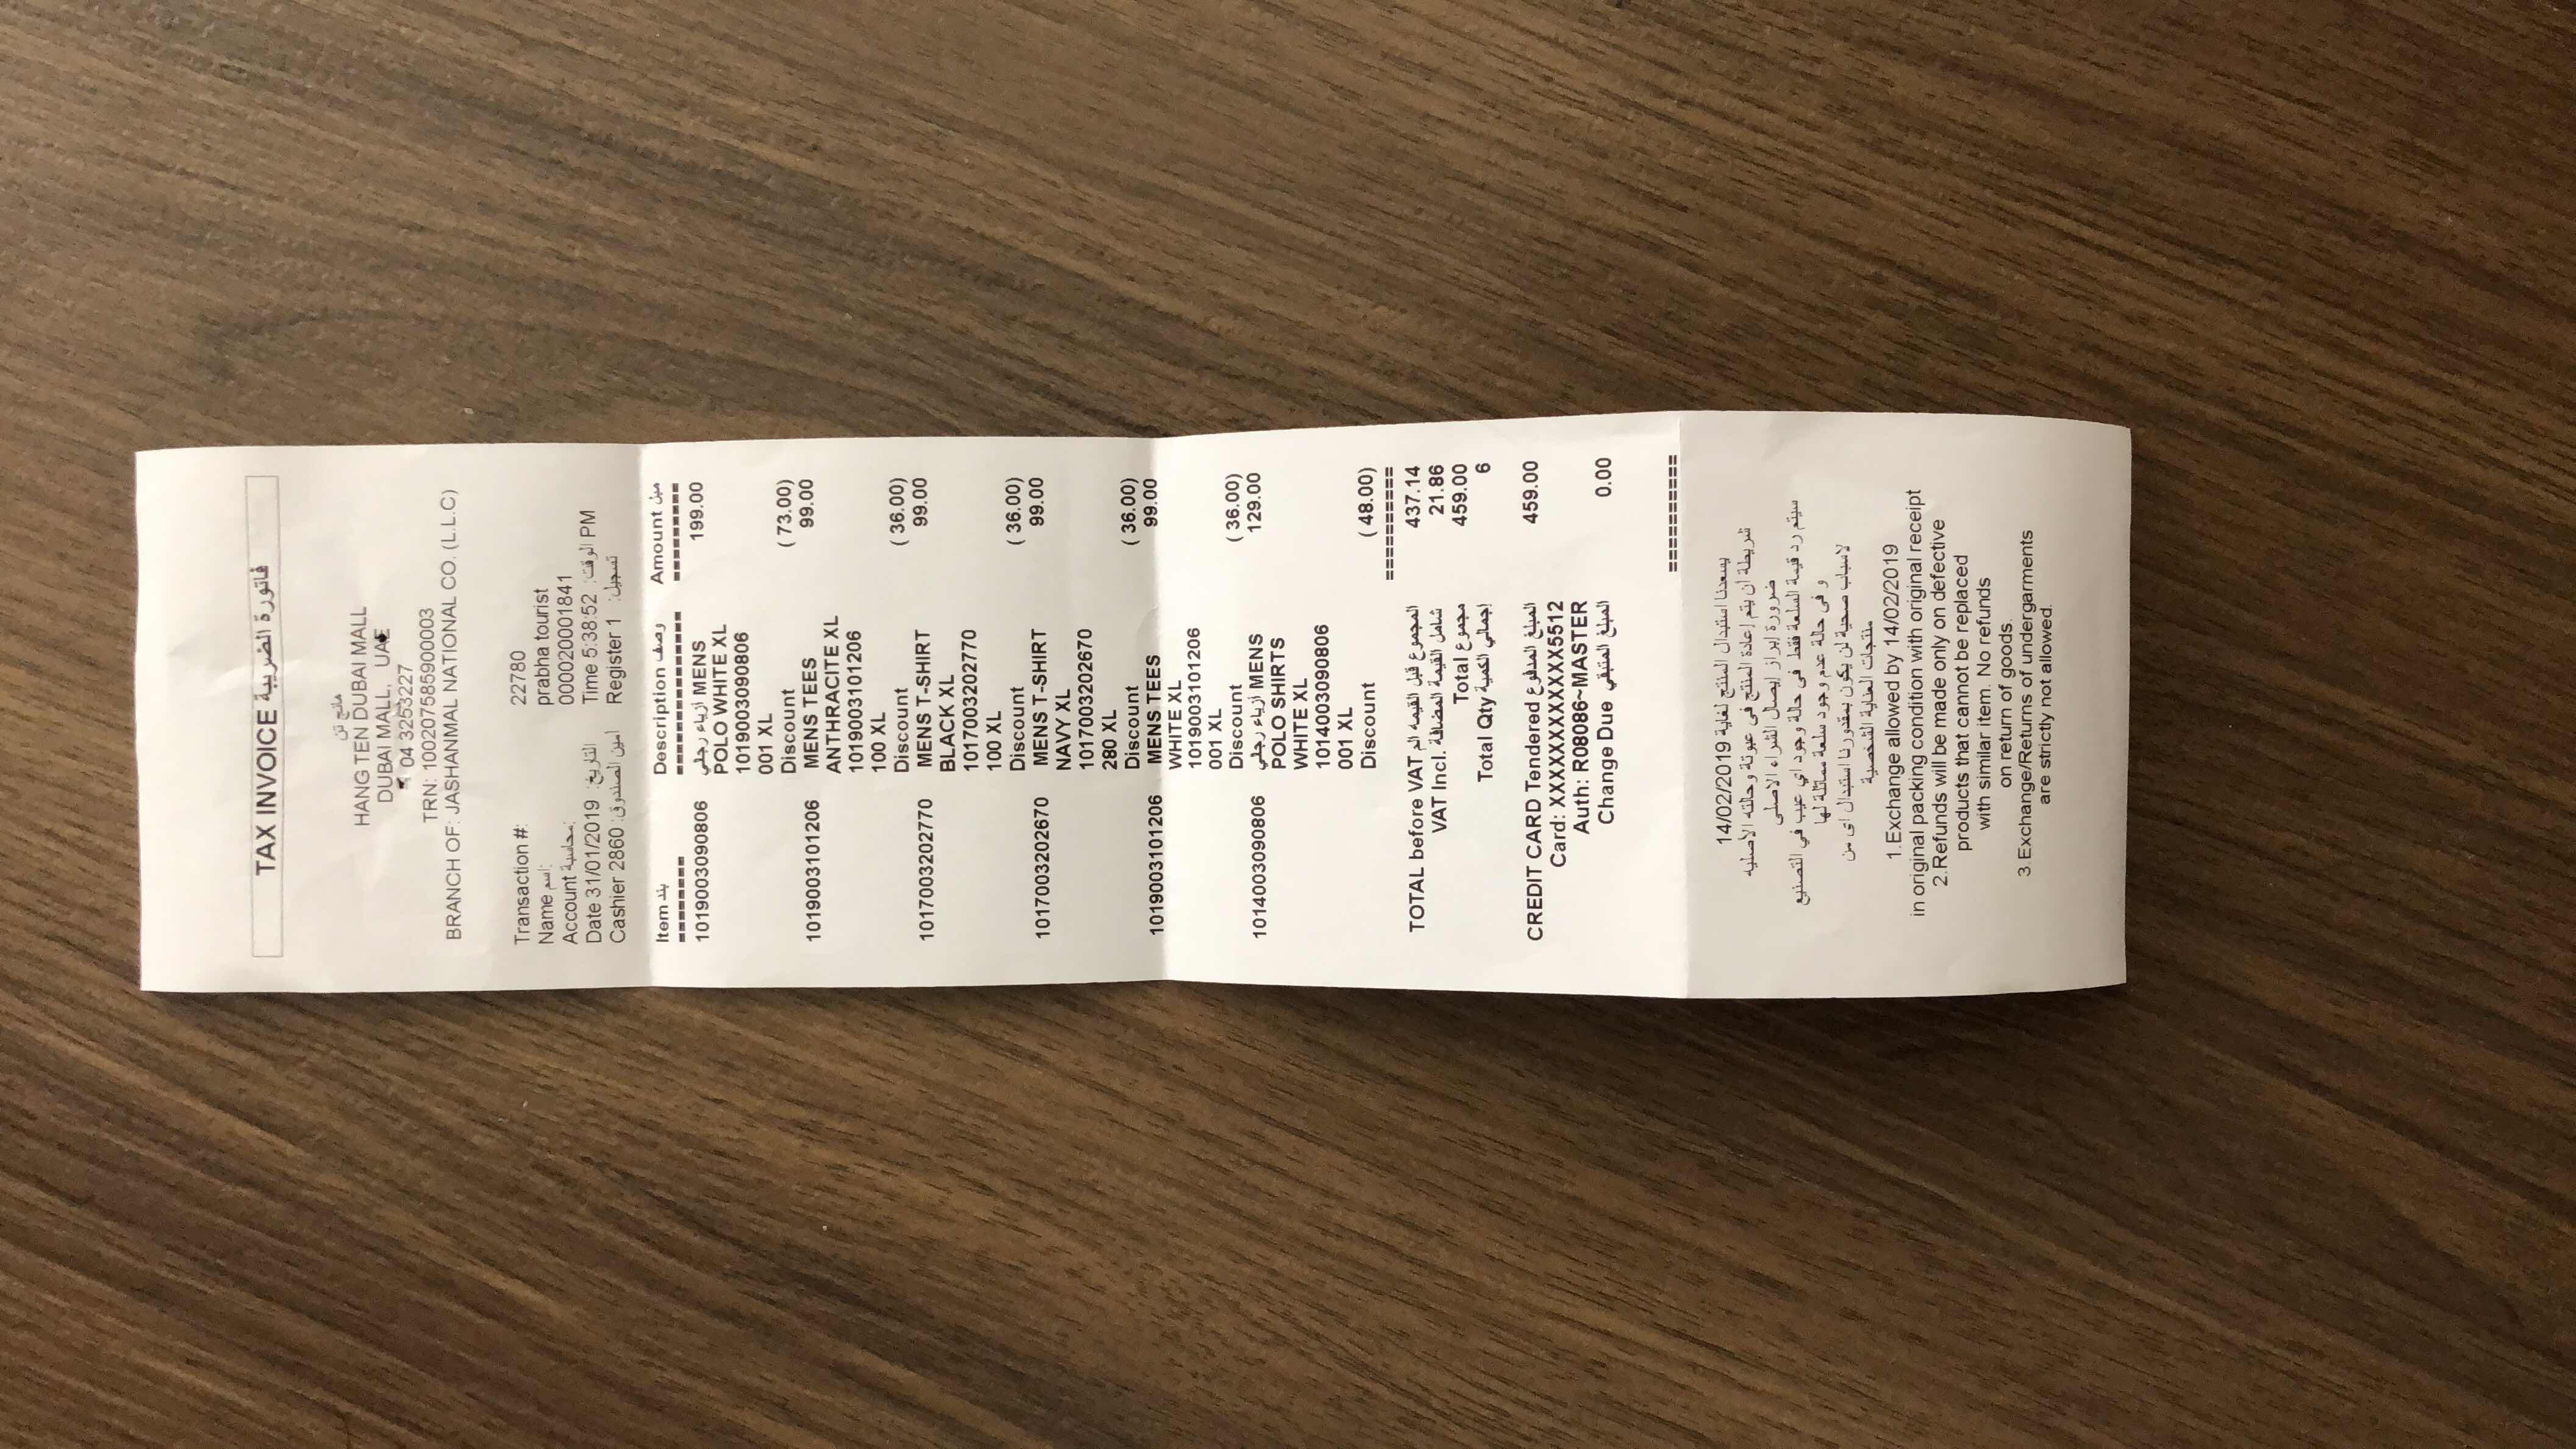 TAX INVOICE فاتورة الضريبة
هانج تن
HANG TEN DUBAI MALL
DUBAI MALL, UAE
04 3253227
TRN: 100207585900003
BRANCH OF: JASHANMAL NATIONAL CO. (L.L.C)
Transaction #: 22780
Name اسم: prabha tourist
Account محاسبة: 000020001841
Date 31/01/2019 التاريخ: Time 5:38:52 الوقت: PM
Cashier 2860 أمين الصندوق: Register 1 تسجيل:
Item بند Description وصف Amount مبل
======== =============== =========
1019003090806 أزياء رجالي MENS 199.00
POLO WHITE XL
1019003090806
001 XL
Discount ( 73.00)
1019003101206 MENS TEES 99.00
ANTHRACITE XL
1019003101206
100 XL
Discount ( 36.00)
1017003202770 MENS T-SHIRT 99.00
BLACK XL
1017003202770
100 XL
Discount ( 36.00)
1017003202670 MENS T-SHIRT 99.00
NAVY XL
1017003202670
280 XL
Discount ( 36.00)
1019003101206 MENS TEES 99.00
WHITE XL
1019003101206
001 XL
Discount ( 36.00)
1014003090806 أزياء رجالي MENS 129.00
POLO SHIRTS
WHITE XL
1014003090806
001 XL
Discount ( 48.00)
==========
TOTAL before VAT المجموع قبل القيمه الم 437.14
VAT Incl. شامل القيمة المضافة 21.86
Total مجموع 459.00
Total Qty إجمالي الكمية 6
CREDIT CARD Tendered المبلغ المدفوع 459.00
Card: XXXXXXXXXXXX5512
Auth: R08086~MASTER
Change Due المبلغ المتبقي 0.00
==========
يسعدنا استبدال المنتج لغاية 14/02/2019
شريطة أن يتم إعادة المنتج فى عبوتة وحالته الأصليه
ضرورة إبراز إيصال الشراء الاصلى
سيتم رد قيمة السلعة فقط فى حالة وجود اي عيب في التصنيع
و فى حالة عدم وجود سلعة مماثلة لها
لاسباب صحية لن يكون بمقدورنا استبدال اى من
منتجات العناية الشخصية
1.Exchange allowed by 14/02/2019
in original packing condition with original receipt
2.Refunds will be made only on defective
products that cannot be replaced
with similar item. No refunds
on return of goods.
3.Exchange/Returns of undergarments
are strictly not allowed.